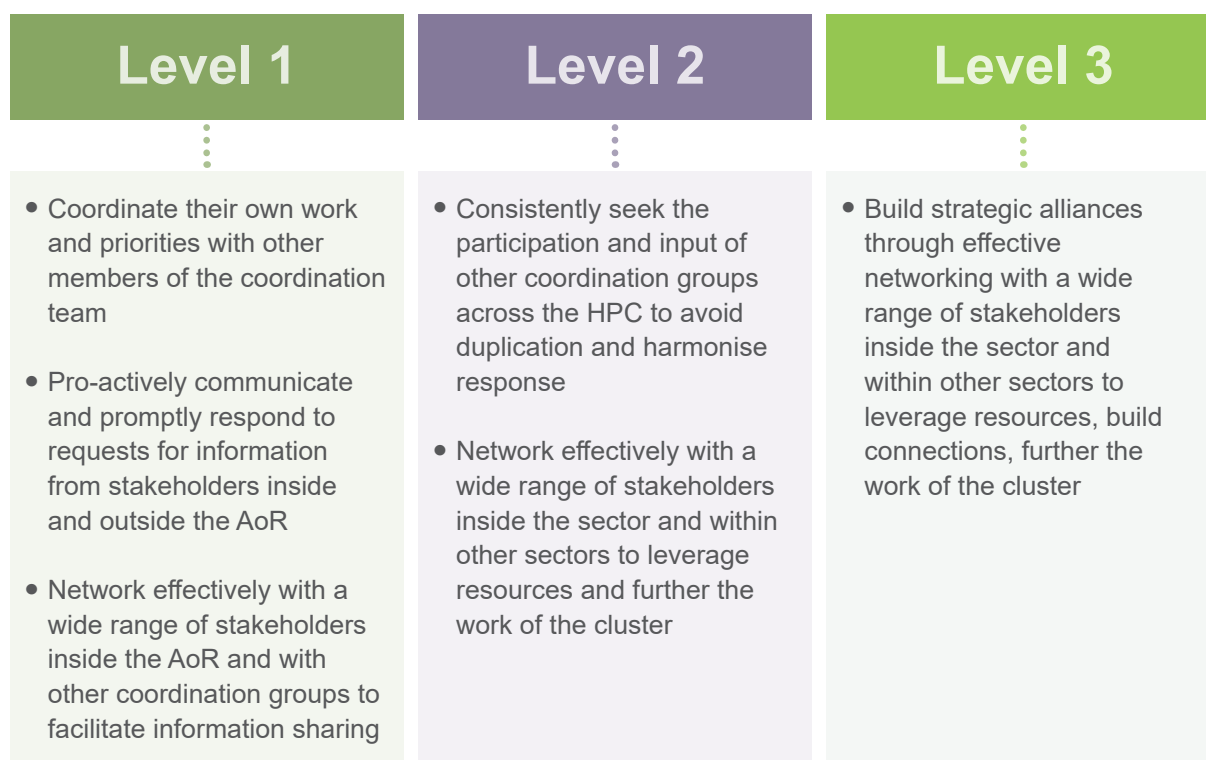 Level 1
• Coordinate their own work
and priorities with other
members of the coordination
team
• Pro-actively communicate
and promptly respond to
requests for information
from stakeholders inside
and outside the AoR
• Network effectively with a
wide range of stakeholders
inside the AoR and with
other coordination groups to
facilitate information sharing
Level 2
• Consistently seek the
participation and input of
other coordination groups
across the HPC to avoid
duplication and harmonise
response
• Network effectively with a
wide range of stakeholders
inside the sector and within
other sectors to leverage
resources and further the
work of the cluster
Level 3
• Build strategic alliances
through effective
networking with a wide
range of stakeholders
inside the sector and
within other sectors to
leverage resources, build
connections, further the
work of the cluster